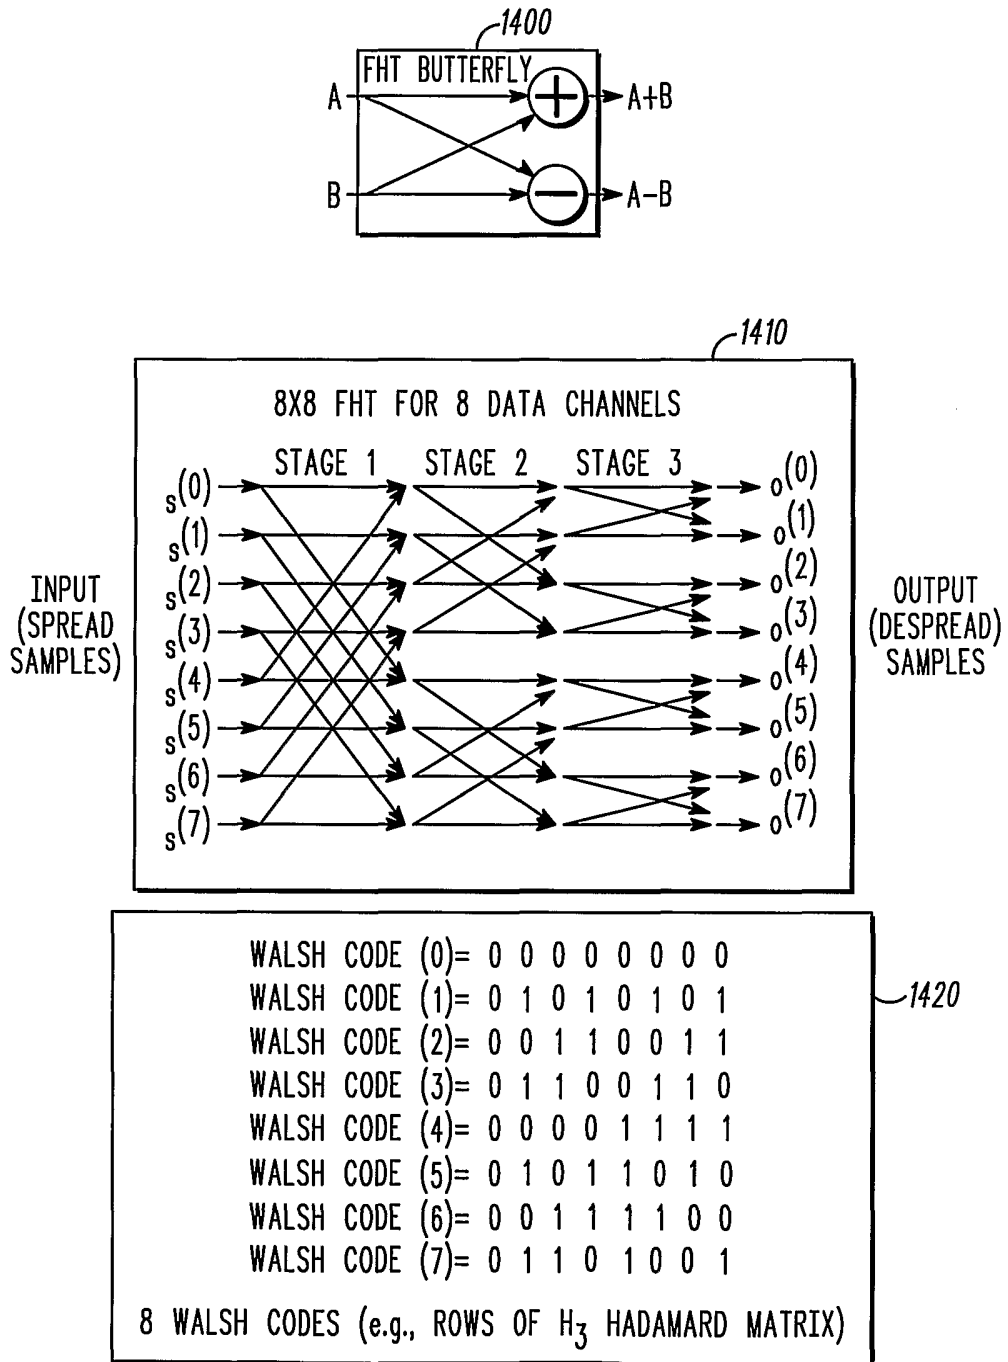 1400
FHT BUTTERFLY
A
A+B
B
A-B
1410
8X8 FHT FOR 8 DATA CHANNELS
STAGE 1 STAGE 2 STAGE 3
s(0)
s(1)
s(2)
s(3)
s(4)
s(5)
s(6)
s(7)
INPUT
(SPREAD
SAMPLES)
o(0)
o(1)
o(2)
o(3)
o(4)
o(5)
o(6)
o(7)
OUTPUT
(DESPREAD)
SAMPLES
WALSH CODE (0)= 0 0 0 0 0 0 0 0
WALSH CODE (1)= 0 1 0 1 0 1 0 1
WALSH CODE (2)= 0 0 1 1 0 0 1 1
WALSH CODE (3)= 0 1 1 0 0 1 1 0
WALSH CODE (4)= 0 0 0 0 1 1 1 1
WALSH CODE (5)= 0 1 0 1 1 0 1 0
WALSH CODE (6)= 0 0 1 1 1 1 0 0
WALSH CODE (7)= 0 1 1 0 1 0 0 1
8 WALSH CODES (e.g., ROWS OF H3 HADAMARD MATRIX)
1420